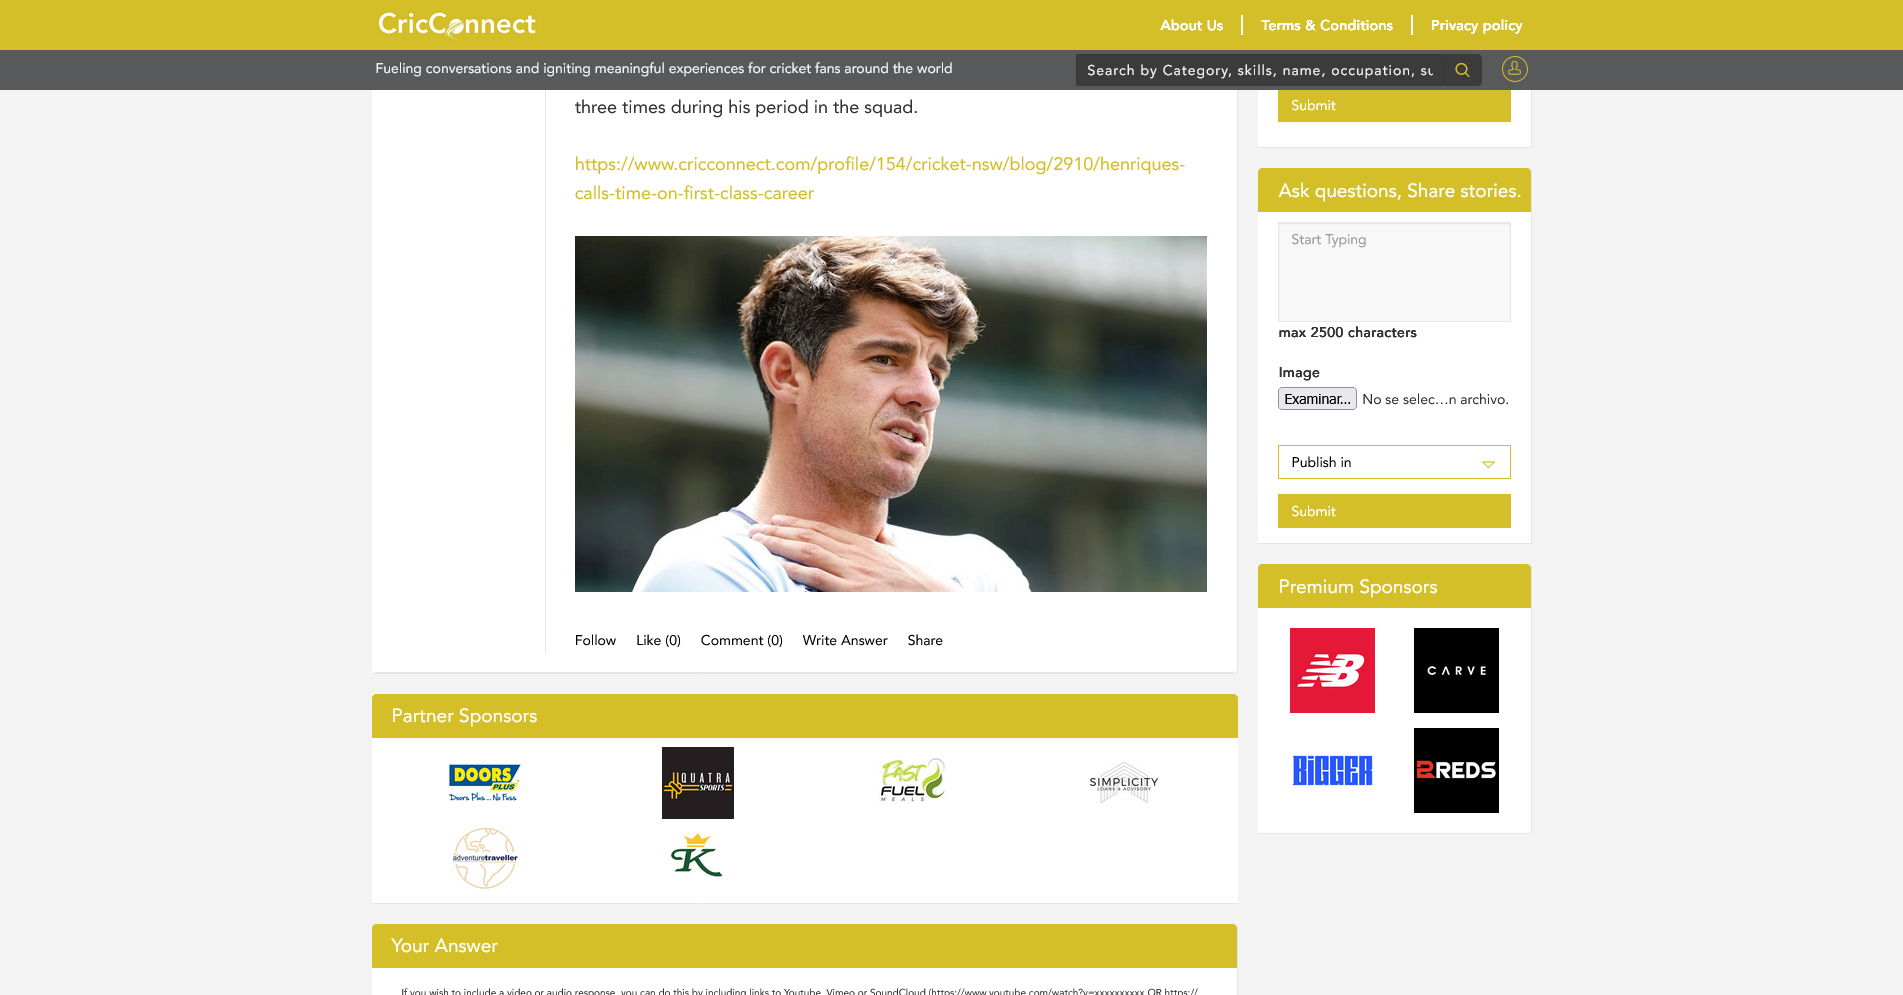 CricConnect
About Us
Terms & Conditions
Privacy policy
Fueling conversations and igniting meaningful experiences for cricket fans around the world
Search by Category, skills, name, occupation, su
three times during his period in the squad.
https://www.cricconnect.com/profile/154/cricket-nsw/blog/2910/henriques-
calls-time-on-first-class-career
Follow
Like (0)
Comment (0)
Write Answer
Share
Submit
Ask questions, Share stories.
Start Typing
max 2500 characters
Image
Examinar...
No se selec...n archivo.
Publish in
Submit
Premium Sponsors
NB
CARVE
BIGGER
2REDS
Partner Sponsors
DOORS
PLUS
Doors Plus... No Fuss
QUATRA
SPORTS
FAST
FUEL
MEALS
SIMPLICITY
LOANS & ADVISORY
adventuretraveller
K
Your Answer
If you wish to include a video or audio response, you can do this by including links to Youtube, Vimeo or SoundCloud (https://www.youtube.com/watch?v=xxxxxxxxxx OR https://